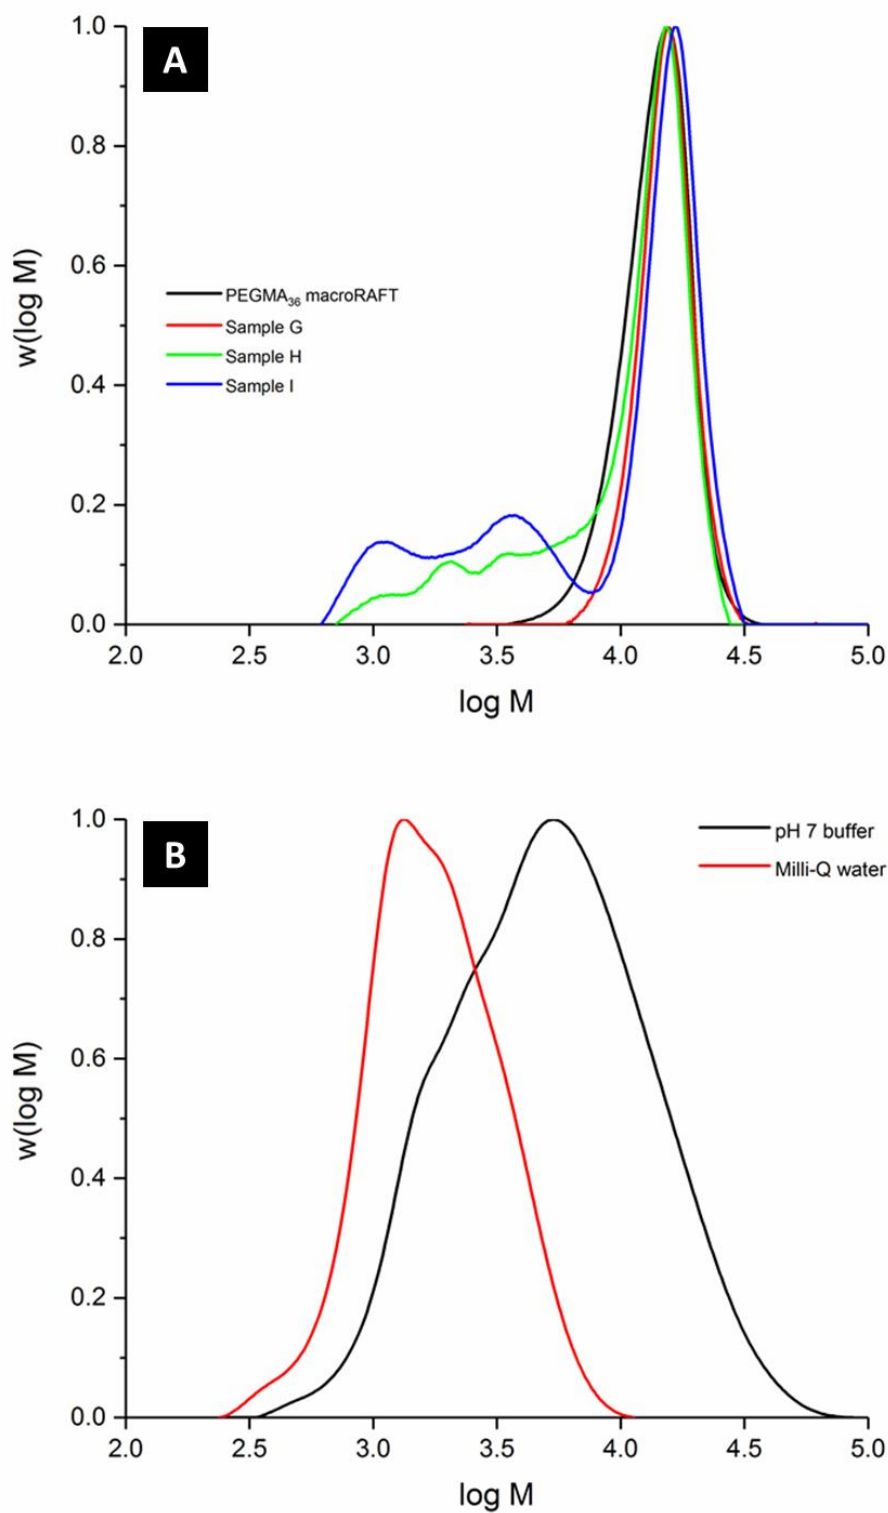 A
1.0
0.8
0.6
0.4
0.2
0.0
w(log M)
PEGMA36 macroRAFT
Sample G
Sample H
Sample I
2.0 2.5 3.0 3.5 4.0 4.5 5.0
log M
B
1.0
0.8
0.6
0.4
0.2
0.0
w(log M)
pH 7 buffer
Milli-Q water
2.0 2.5 3.0 3.5 4.0 4.5 5.0
log M